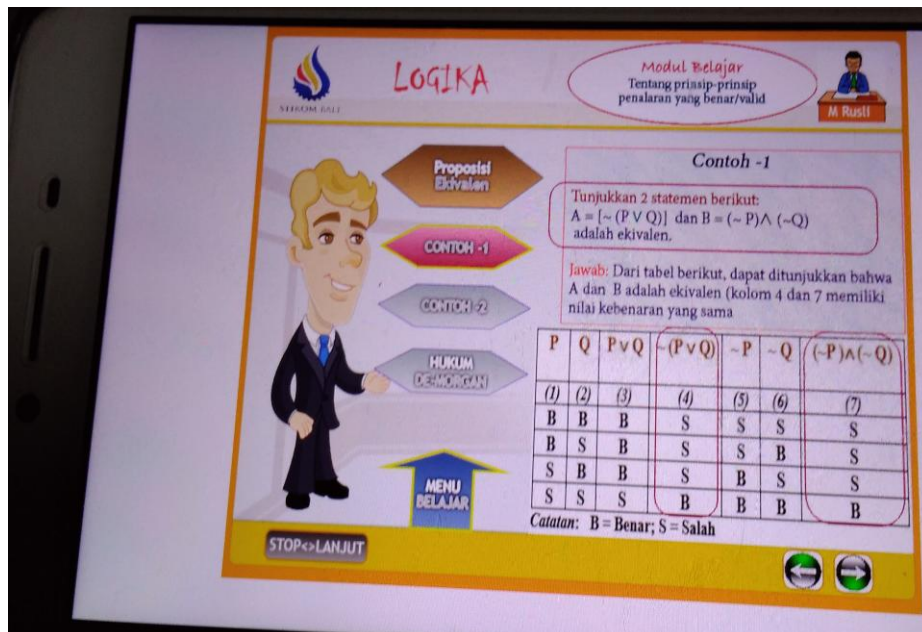 STIKOM BALI
LOGIKA
Modul Belajar
Tentang prinsip-prinsip
penalaran yang benar/valid
M Rusli
Proposisi
Ekivalen
CONTOH -1
CONTOH -2
HUKUM
DE-MORGAN
MENU
BELAJAR
STOP<>LANJUT
Contoh -1
Tunjukkan 2 statemen berikut:
A = [~ (P V Q)] dan B = (~ P)∧ (~Q)
adalah ekivalen.
Jawab: Dari tabel berikut, dapat ditunjukkan bahwa
A dan B adalah ekivalen (kolom 4 dan 7 memiliki
nilai kebenaran yang sama
P Q P∨Q ~(P∨Q) ~P ~Q (~P)∧(~Q)
(1) (2) (3) (4) (5) (6) (7)
B B B S S S S
B S B S S B S
S B B S B S S
S S S B B B B
Catatan: B = Benar; S = Salah